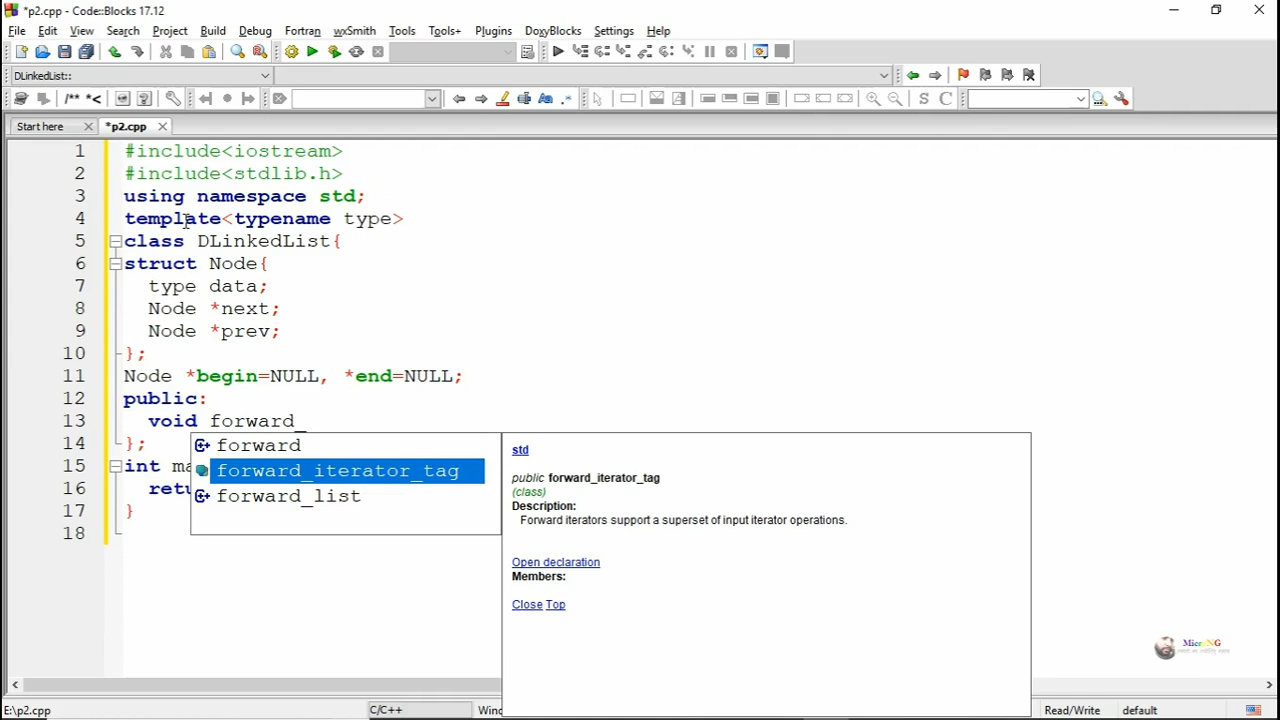 *p2.cpp - Code::Blocks 17.12
File Edit View Search Project Build Debug Fortran wxSmith Tools Tools+ Plugins DoxyBlocks Settings Help
DLinkedList::
/** *<
Aa .* S C
Start here *p2.cpp
1 #include<iostream>
2 #include<stdlib.h>
3 using namespace std;
4 template<typename type>
5 class DLinkedList{
6 struct Node{
7 type data;
8 Node *next;
9 Node *prev;
10 };
11 Node *begin=NULL, *end=NULL;
12 public:
13 void forward_
14 };
15 int ma
16 retu
17 }
18
forward
forward_iterator_tag
forward_list
std
public forward_iterator_tag
(class)
Description:
Forward iterators support a superset of input iterator operations.
Open declaration
Members:
Close Top
MicroNG
E:\p2.cpp C/C++ Wind Read/Write default